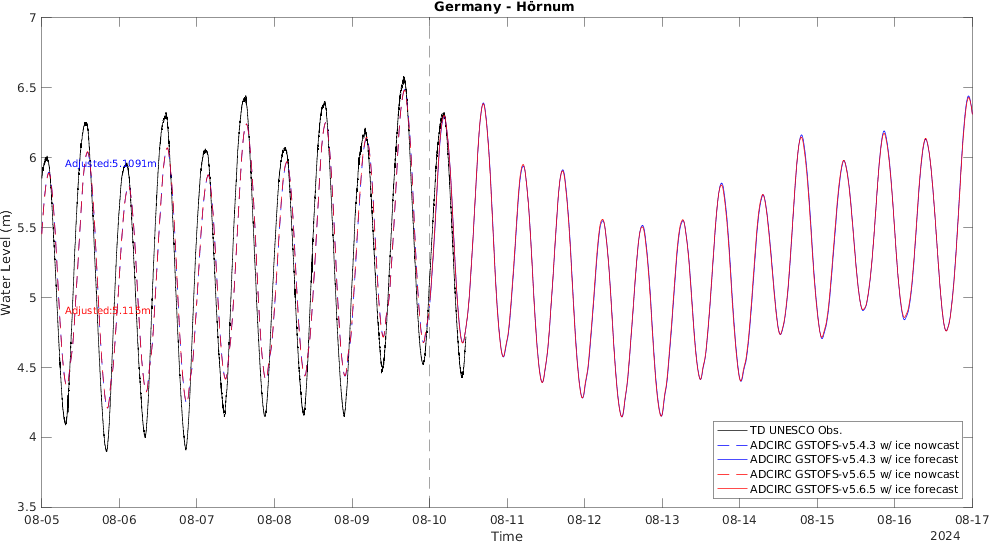 Germany - Hörnum
7
6.5
6
5.5
5
4.5
4
3.5
Water Level (m)
Adjusted:5.1091m
Adjusted:5.115m
TD UNESCO Obs.
ADCIRC GSTOFS-v5.4.3 w/ ice nowcast
ADCIRC GSTOFS-v5.4.3 w/ ice forecast
ADCIRC GSTOFS-v5.6.5 w/ ice nowcast
ADCIRC GSTOFS-v5.6.5 w/ ice forecast
08-05 08-06 08-07 08-08 08-09 08-10 08-11 08-12 08-13 08-14 08-15 08-16 08-17
Time
2024